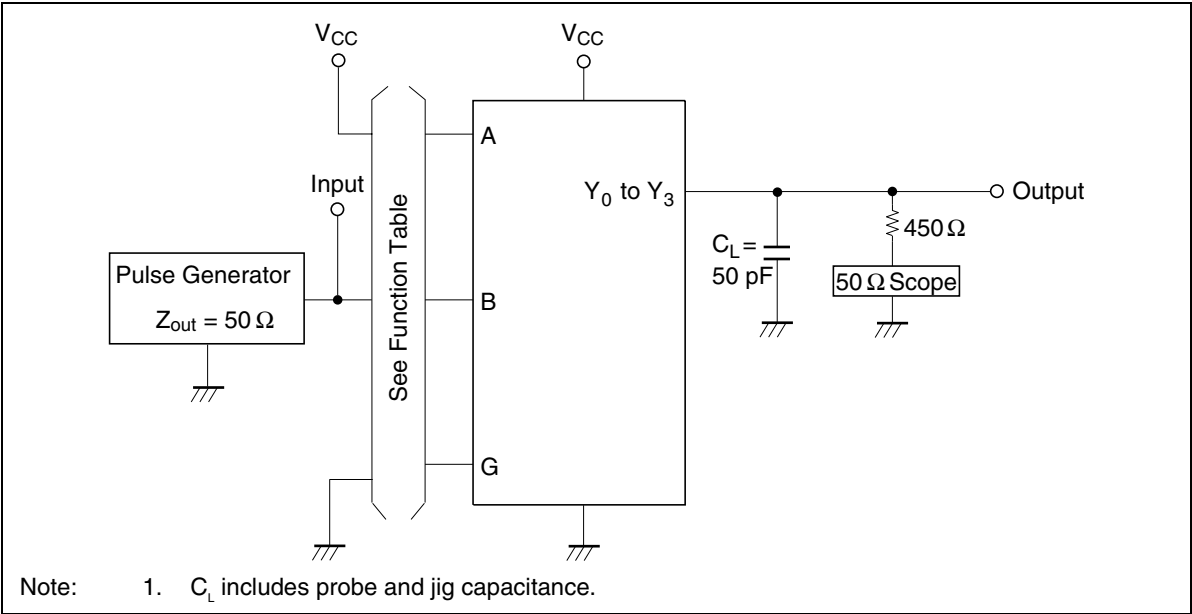 VCC
VCC
Input
A
Y0 to Y3
Output
See Function Table
450 Ω
CL =
50 pF
50 Ω Scope
Pulse Generator
Zout = 50 Ω
B
G
Note: 1. CL includes probe and jig capacitance.